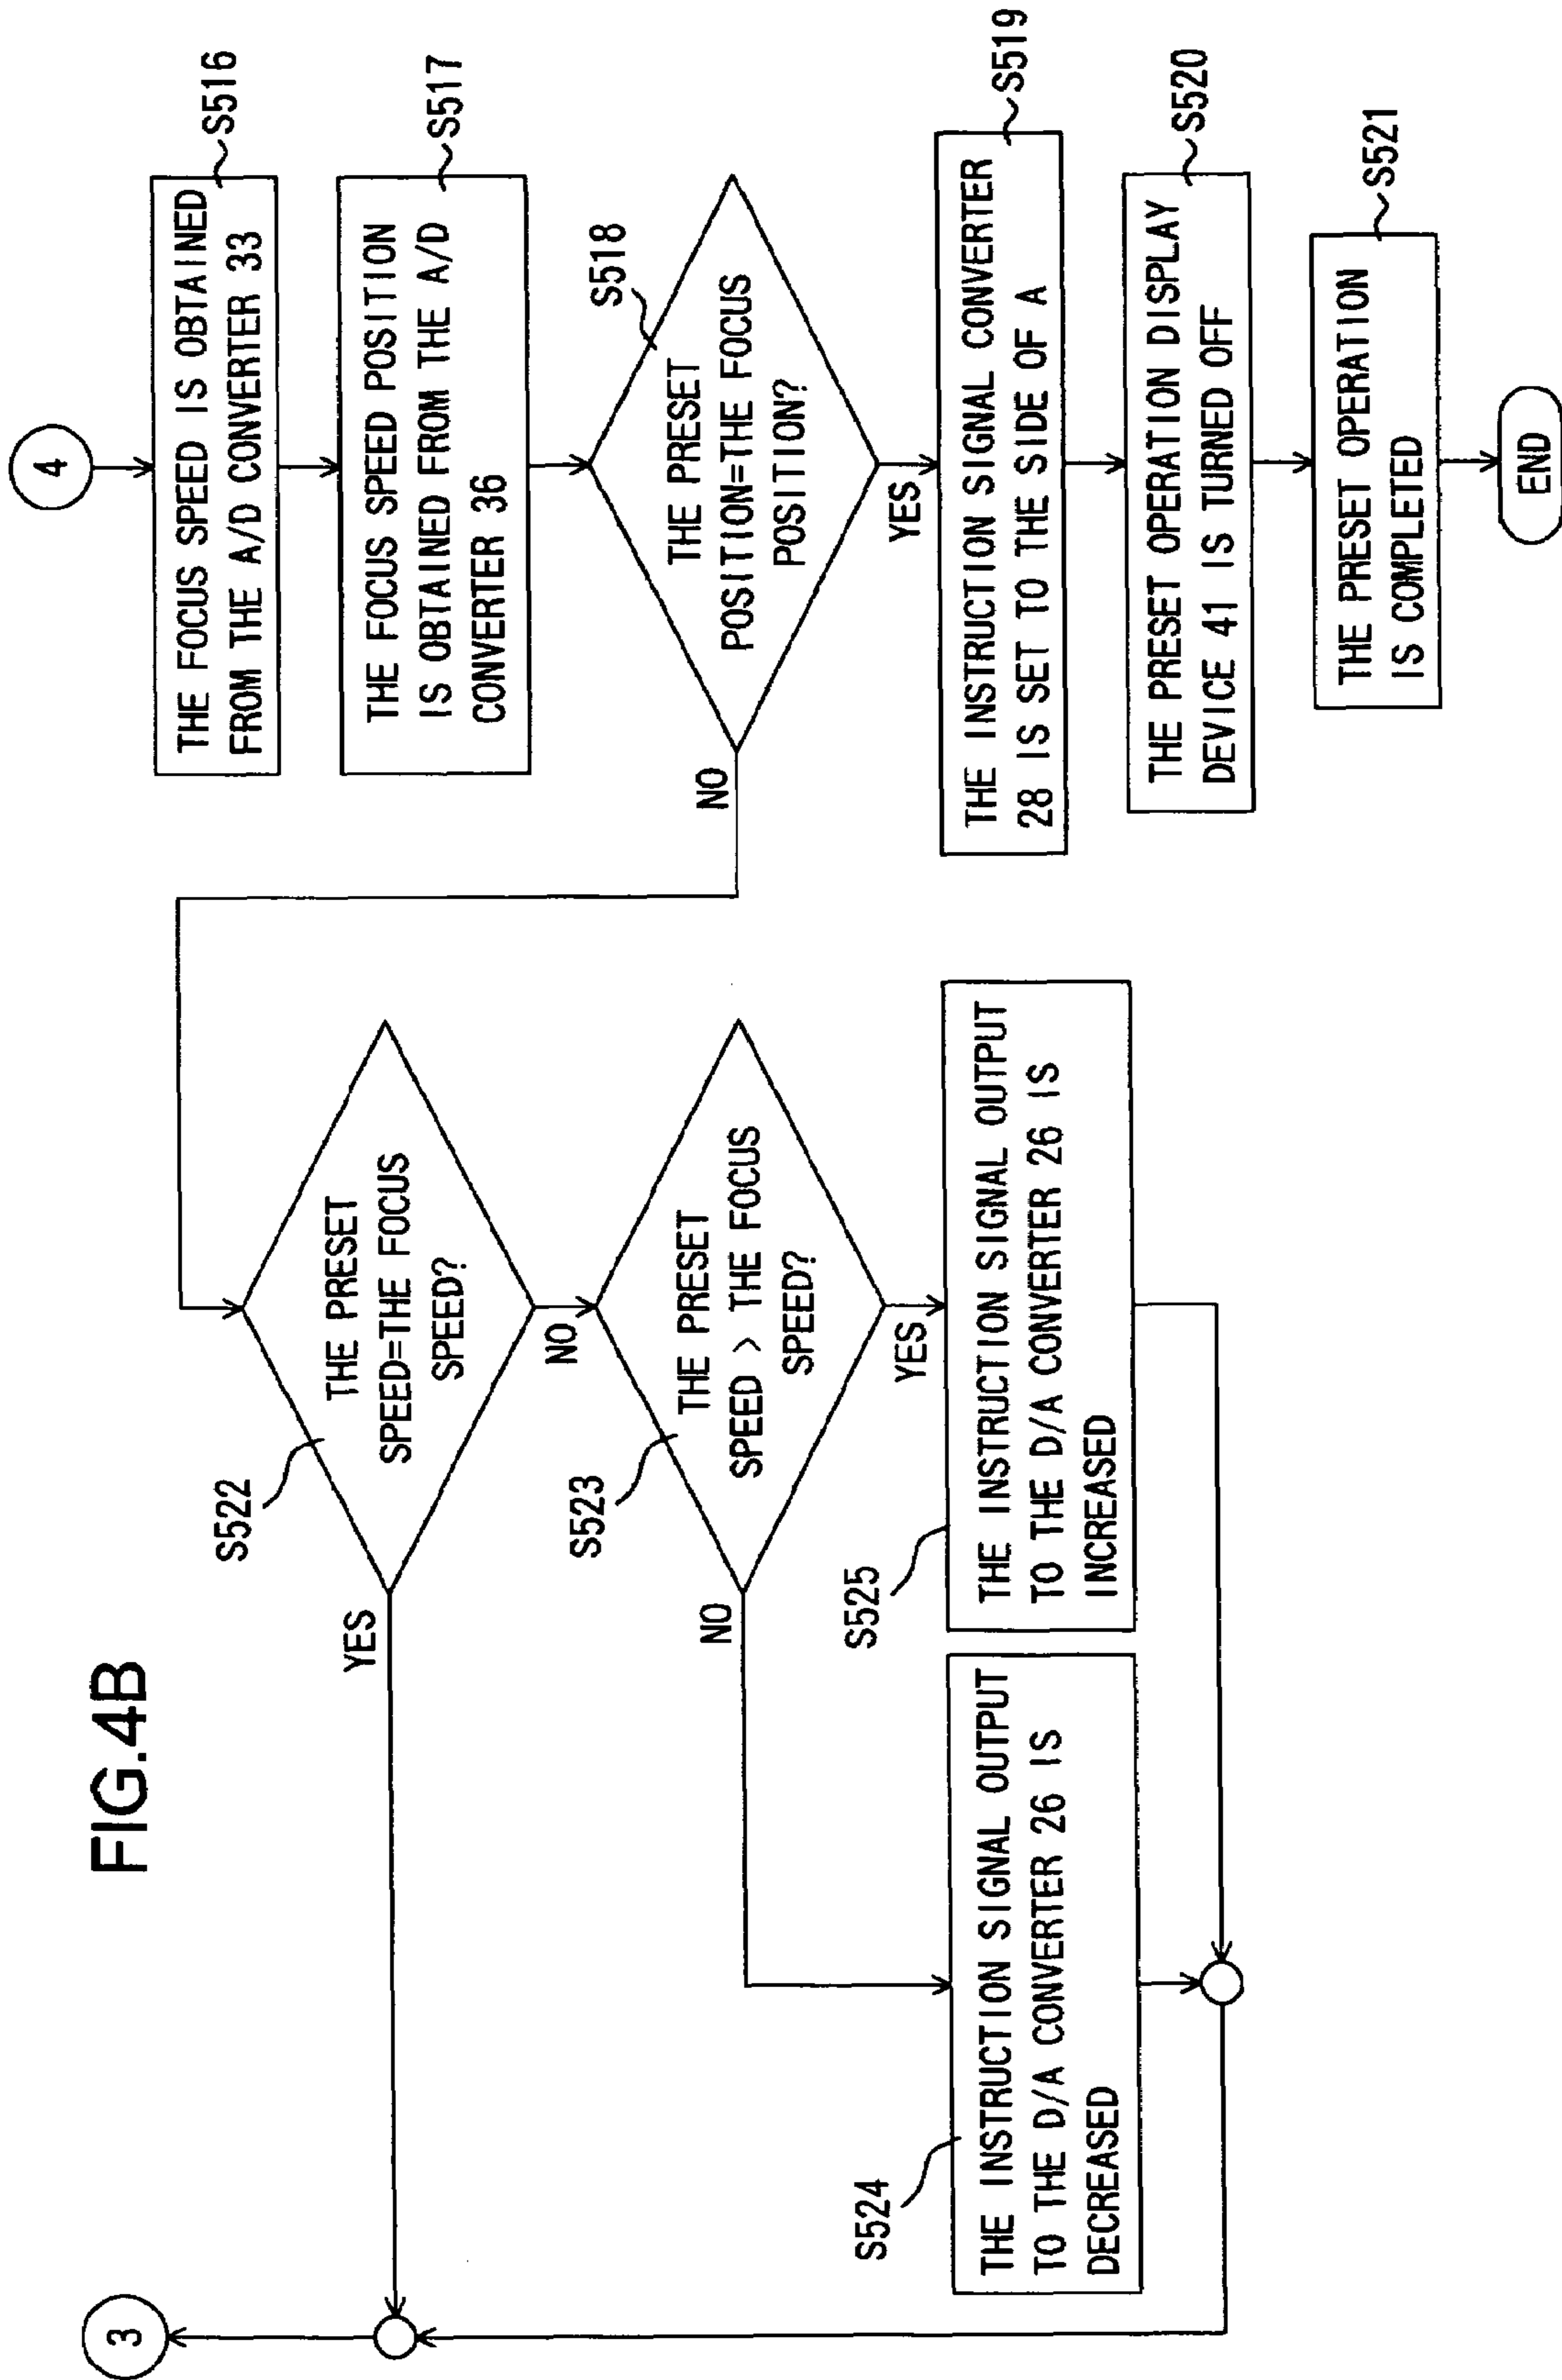 FIG.4B
4
THE FOCUS SPEED IS OBTAINED
FROM THE A/D CONVERTER 33
S516
THE FOCUS SPEED POSITION
IS OBTAINED FROM THE A/D
CONVERTER 36
S517
THE PRESET
POSITION=THE FOCUS
POSITION?
S518
NO
YES
THE INSTRUCTION SIGNAL CONVERTER
28 IS SET TO THE SIDE OF A
S519
THE PRESET OPERATION DISPLAY
DEVICE 41 IS TURNED OFF
S520
THE PRESET OPERATION
IS COMPLETED
S521
END
3
S522
THE PRESET
SPEED=THE FOCUS
SPEED?
YES
NO
S523
THE PRESET
SPEED > THE FOCUS
SPEED?
NO
YES
S524
THE INSTRUCTION SIGNAL OUTPUT
TO THE D/A CONVERTER 26 IS
DECREASED
S525
THE INSTRUCTION SIGNAL OUTPUT
TO THE D/A CONVERTER 26 IS
INCREASED